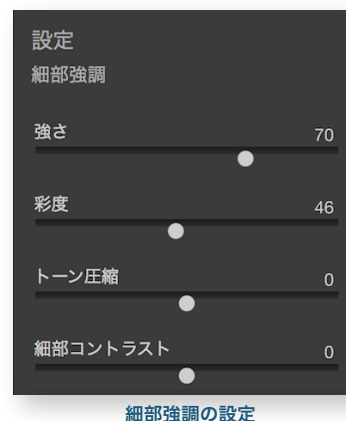 設定
細部強調
強さ 70
彩度 46
トーン圧縮 0
細部コントラスト 0
細部強調の設定